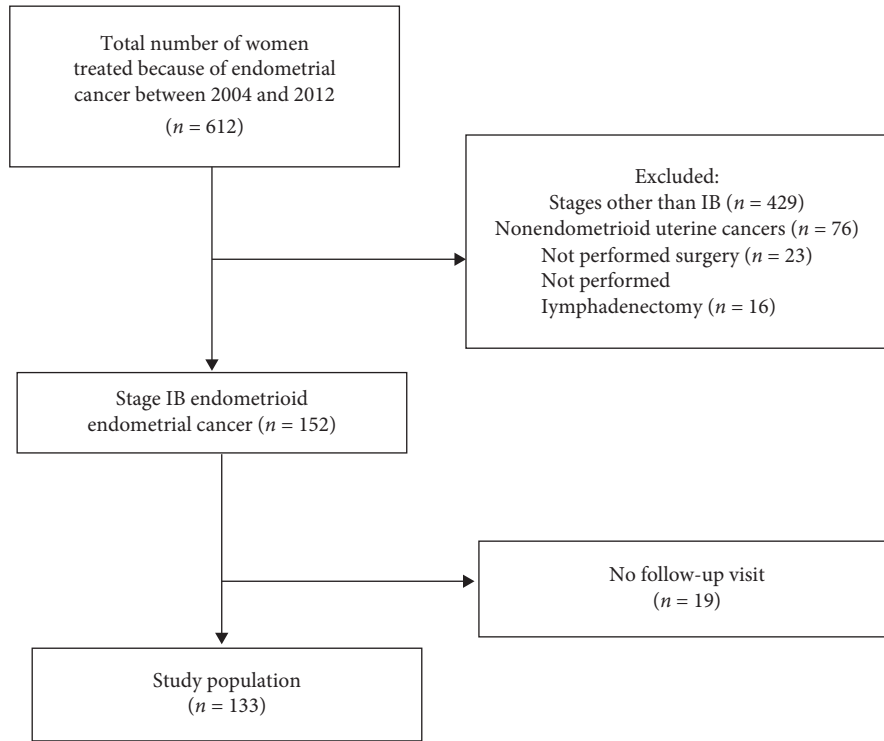 Total number of women
treated because of endometrial
cancer between 2004 and 2012
(n = 612)
Excluded:
Stages other than IB (n = 429)
Nonendometrioid uterine cancers (n = 76)
Not performed surgery (n = 23)
Not performed
Iymphadenectomy (n = 16)
Stage IB endometrioid
endometrial cancer (n = 152)
No follow-up visit
(n = 19)
Study population
(n = 133)